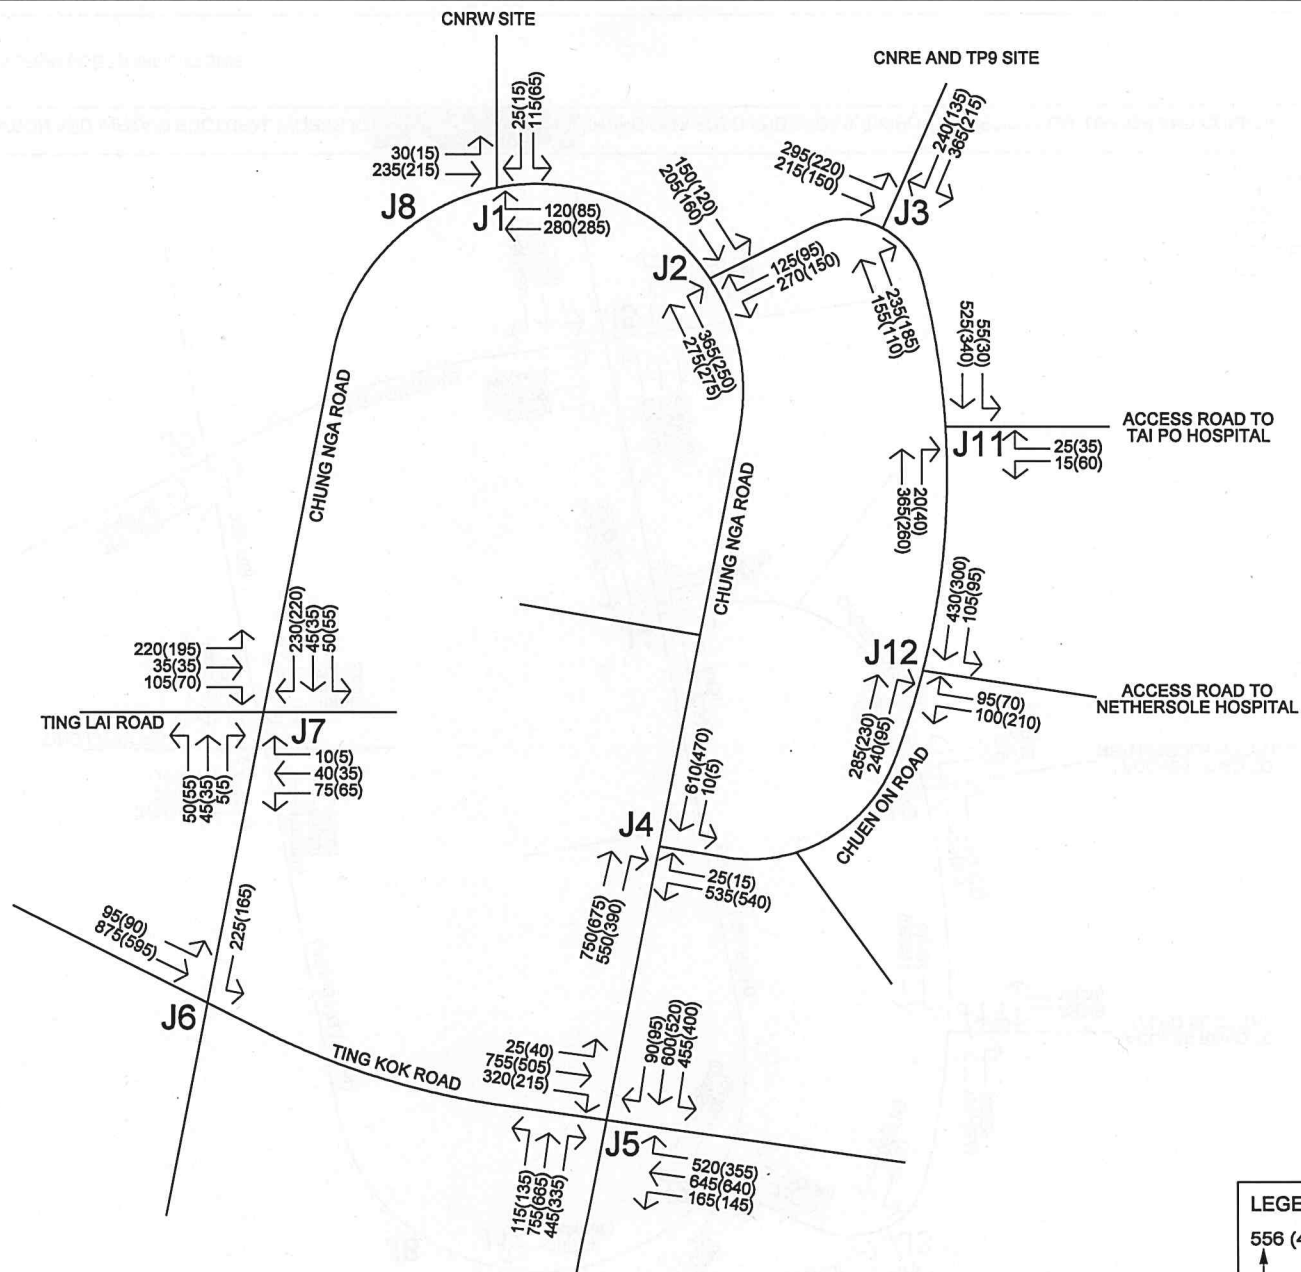 CNRW SITE
CNRE AND TP9 SITE
25(15)
115(65)
30(15)
235(215)
J8
J1
120(85)
280(285)
150(120)
205(160)
J2
125(95)
270(150)
365(250)
275(275)
295(220)
215(150)
240(135)
365(215)
J3
235(185)
155(110)
55(30)
525(340)
J11
ACCESS ROAD TO
TAI PO HOSPITAL
25(35)
15(60)
20(40)
365(260)
CHUNG NGA ROAD
CHUNG NGA ROAD
430(300)
105(95)
J12
ACCESS ROAD TO
NETHERSOLE HOSPITAL
95(70)
100(210)
285(230)
240(95)
CHUEN ON ROAD
230(220)
45(35)
50(55)
220(195)
35(35)
105(70)
TING LAI ROAD
J7
10(5)
40(35)
75(65)
50(55)
45(35)
5(5)
610(470)
10(5)
J4
25(15)
535(540)
750(675)
550(390)
95(90)
875(595)
225(165)
J6
TING KOK ROAD
25(40)
755(505)
320(215)
90(95)
600(520)
455(400)
J5
520(355)
645(640)
165(145)
115(135)
755(665)
445(335)
LEGE
556 (4